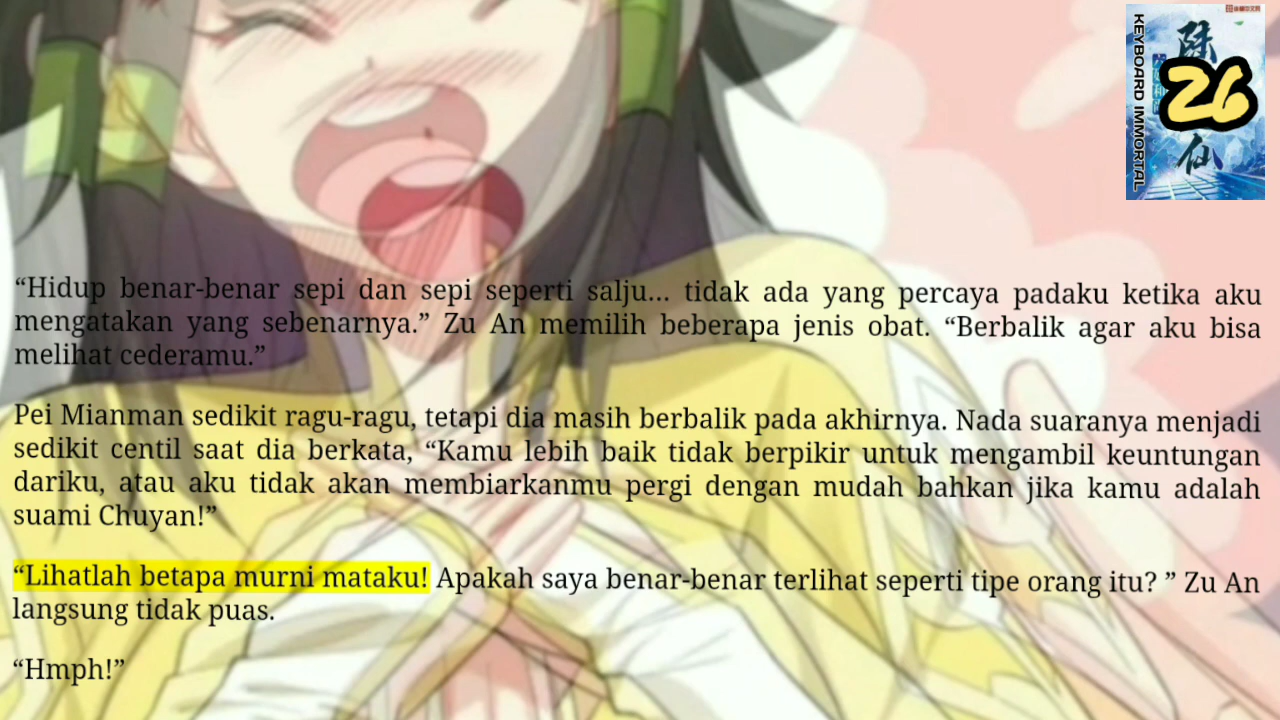 KEYBOARD IMMORTAL
陆
26
仙
“Hidup benar-benar sepi dan sepi seperti salju... tidak ada yang percaya padaku ketika aku
mengatakan yang sebenarnya.” Zu An memilih beberapa jenis obat. “Berbalik agar aku bisa
melihat cederamu.”
Pei Mianman sedikit ragu-ragu, tetapi dia masih berbalik pada akhirnya. Nada suaranya menjadi
sedikit centil saat dia berkata, “Kamu lebih baik tidak berpikir untuk mengambil keuntungan
dariku, atau aku tidak akan membiarkanmu pergi dengan mudah bahkan jika kamu adalah
suami Chuyan!”
“Lihatlah betapa murni mataku! Apakah saya benar-benar terlihat seperti tipe orang itu? ” Zu An
langsung tidak puas.
“Hmph!”